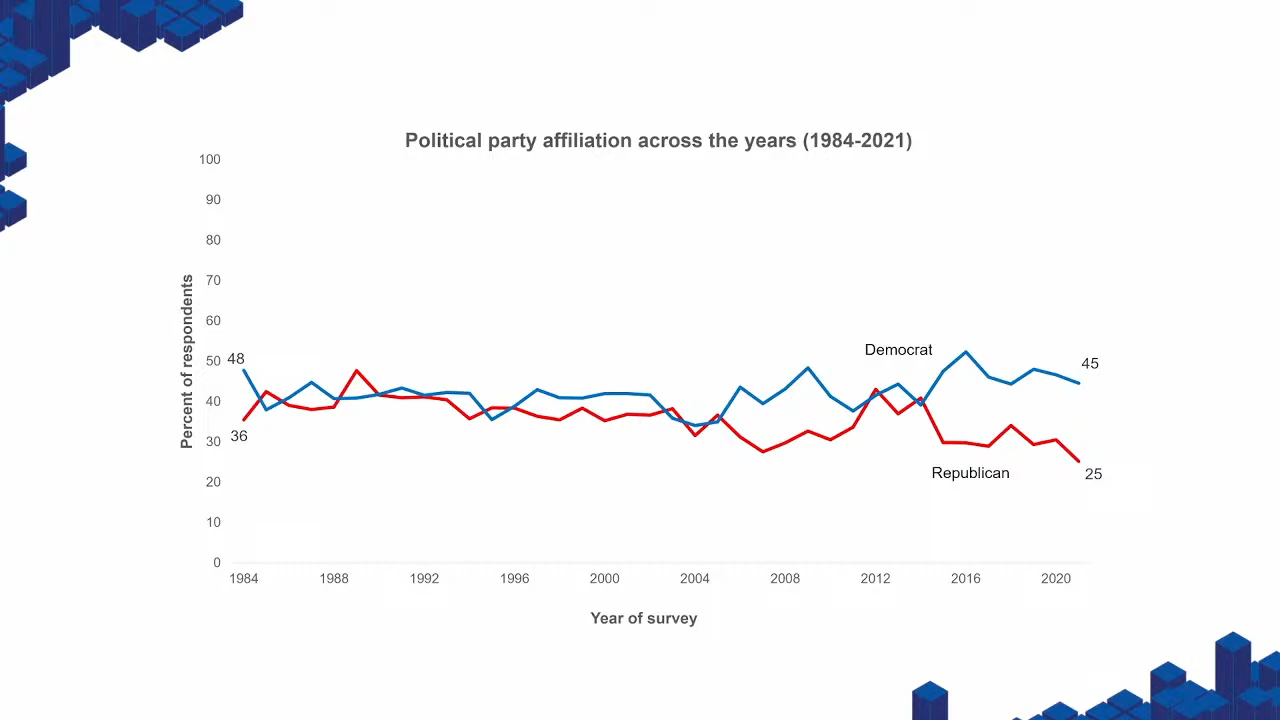 Political party affiliation across the years (1984-2021)
100
90
80
70
60
50
40
30
20
10
0
Percent of respondents
48
36
Democrat
45
Republican
25
1984 1988 1992 1996 2000 2004 2008 2012 2016 2020
Year of survey